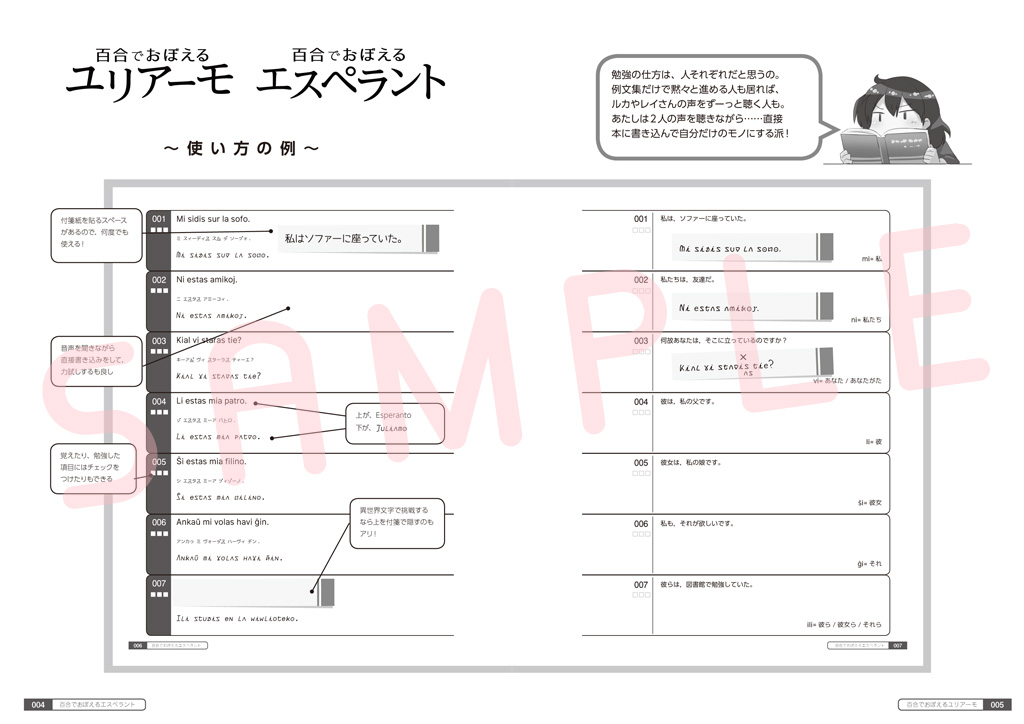 百合でおぼえる 百合でおぼえる
ユリアーモ エスペラント
～使い方の例～
勉強の仕方は、人それぞれだと思うの。
例文集だけで黙々と進める人も居れば、
ルカやレイさんの声をずーっと聴く人も。
あたしは2人の声を聴きながら……直接
本に書き込んで自分だけのモノにする派！
付箋紙を貼るスペース
があるので、何度でも
使える！
音声を聞きながら
直接書き込みをして、
力試しするも良し
覚えたり、勉強した
項目にはチェックを
つけたりもできる
001
Mi sidis sur la sofo.
Mi sidis sur la sofo.
私はソファーに座っていた。
002
Ni estas amikoj.
ニ エスタス アミーコィ.
Ni estas amikoj.
003
Kial vi staras tie?
キーアル ヴィ スターラス ティーエ？
Kial vi staras tie?
004
Li estas mia patro.
リ エスタス ミーア パトロ.
Li estas mia patro.
上が、Esperanto
下が、Juliamo
005
Ŝi estas mia filino.
シ エスタス ミーア フィリーノ.
Ŝi estas mia filino.
006
Ankaŭ mi volas havi ĝin.
アンカゥ ミ ヴォーラス ハーヴィ ヂン.
Ankaŭ mi volas havi ĝin.
異世界文字で挑戦する
なら上を付箋で隠すのも
アリ！
007
Ili studas en la biblioteko.
006 百合でおぼえるエスペラント
001
私は、ソファーに座っていた。
Mi sidis sur la sofo.
mi= 私
002
私たちは、友達だ。
Ni estas amikoj.
ni= 私たち
003
何故あなたは、そこに立っているのですか？
×
Kial vi stadis tie?
as
vi= あなた / あなたがた
004
彼は、私の父です。
li= 彼
005
彼女は、私の娘です。
ŝi= 彼女
006
私も、それが欲しいです。
ĝi= それ
007
彼らは、図書館で勉強していた。
ili= 彼ら / 彼女ら / それら
百合でおぼえるユリアーモ 007
SAMPLE
004 百合でおぼえるエスペラント
百合でおぼえるユリアーモ 005